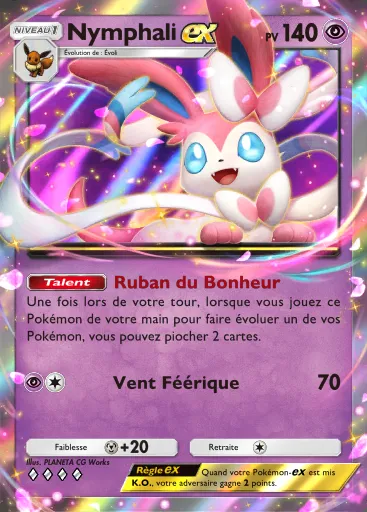 NIVEAU 1
Nymphali ex
PV 140
Évolution de : Évoli
Talent Ruban du Bonheur
Une fois lors de votre tour, lorsque vous jouez ce
Pokémon de votre main pour faire évoluer un de vos
Pokémon, vous pouvez piocher 2 cartes.
Vent Féérique 70
Faiblesse +20
Retraite
Illus. PLANETA CG Works
Règle ex Quand votre Pokémon-ex est mis
K.O., votre adversaire gagne 2 points.